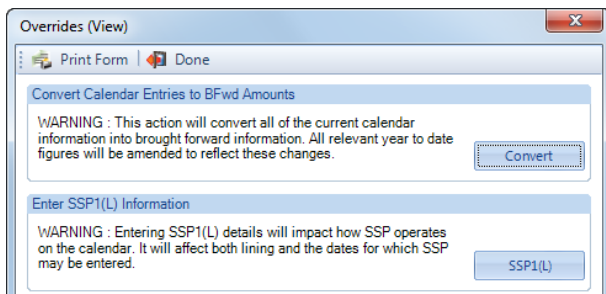 Overrides (View)
Print Form Done
Convert Calendar Entries to BFwd Amounts
WARNING : This action will convert all of the current calendar
information into brought forward information. All relevant year to date
figures will be amended to reflect these changes.
Convert
Enter SSP1(L) Information
WARNING : Entering SSP1(L) details will impact how SSP operates
on the calendar. It will affect both lining and the dates for which SSP
may be entered.
SSP1(L)